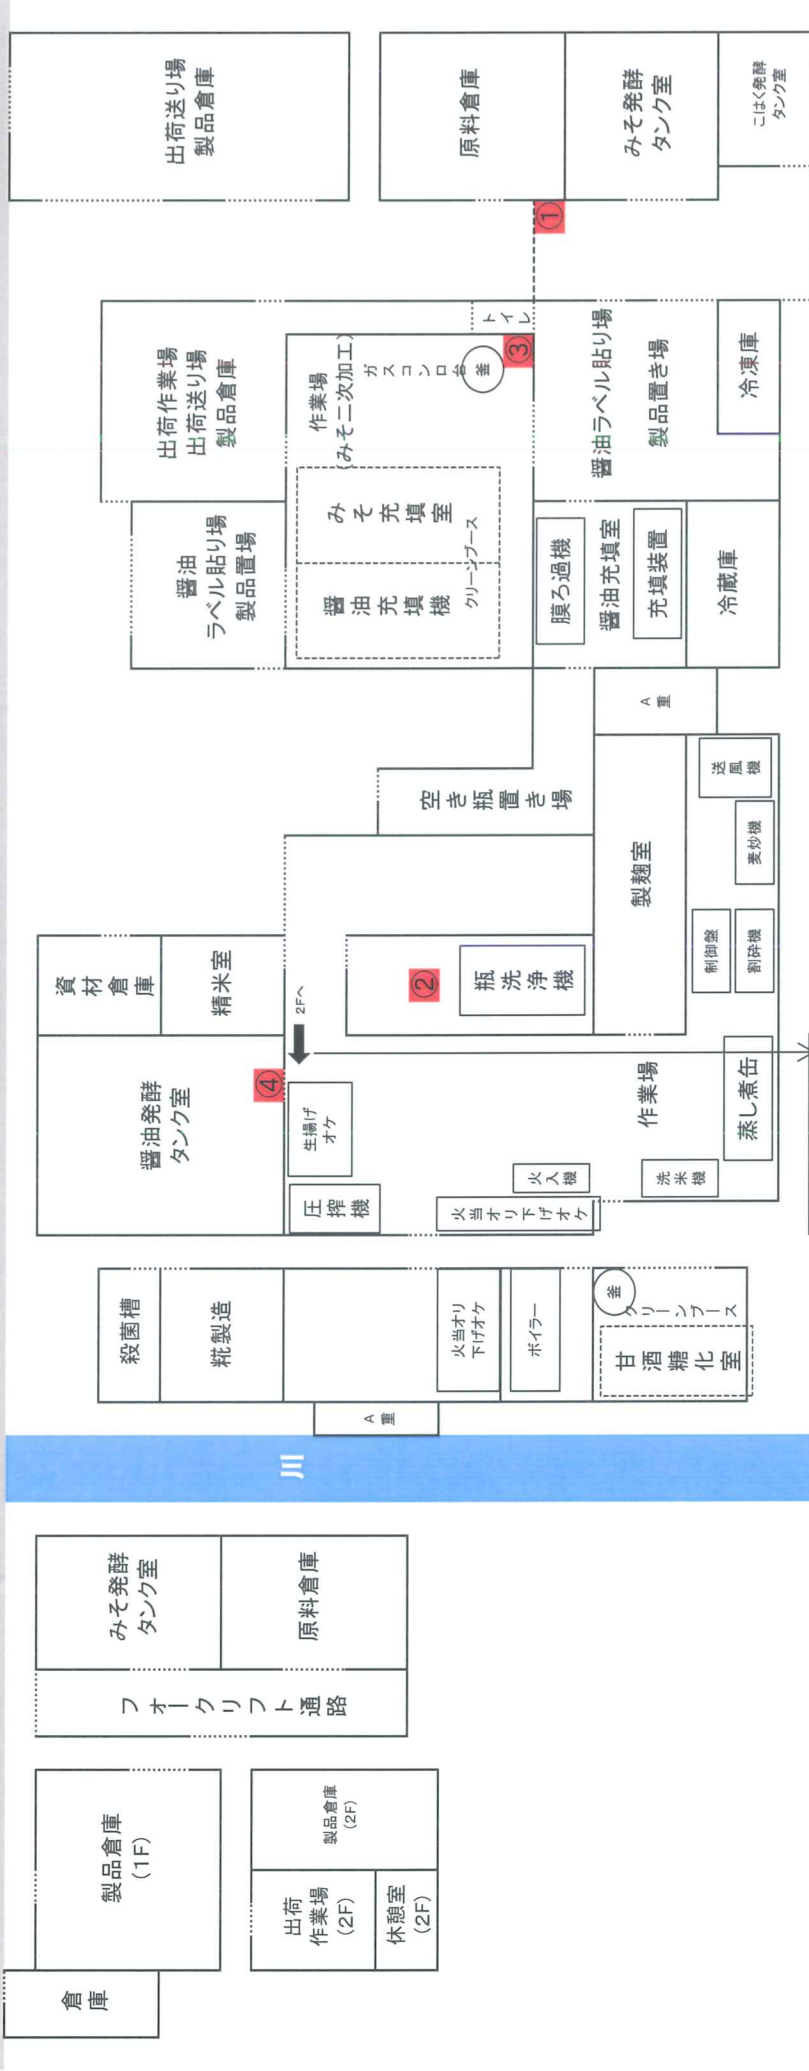 出荷送り場
製品倉庫
原料倉庫
みそ発酵
タンク室
こはく発酵
タンク室
①
出荷作業場
出荷送り場
製品倉庫
作業場
(みそ二次加工)
ガスコンロ台
釜
トイレ
③
醤油ラベル貼り場
製品置き場
冷凍庫
醤油
ラベル貼り場
製品置場
みそ充填室
醤油充填機
クリーンブース
膜ろ過機
醤油充填室
充填装置
冷蔵庫
A重
空き瓶置き場
送風機
麦炒機
製麹室
制御盤
割砕機
資材倉庫
精米室
②
瓶洗浄機
2Fへ
④
醤油発酵
タンク室
生揚げ
オケ
圧搾機
作業場
蒸し煮缶
火入機
洗米機
火当オリ下げオケ
殺菌槽
糀製造
火当オリ
下げオケ
ボイラー
釜
クリーンブース
甘酒糖化室
A重
川
みそ発酵
タンク室
原料倉庫
フォークリフト通路
製品倉庫
(1F)
製品倉庫
(2F)
出荷
作業場
(2F)
休憩室
(2F)
倉庫